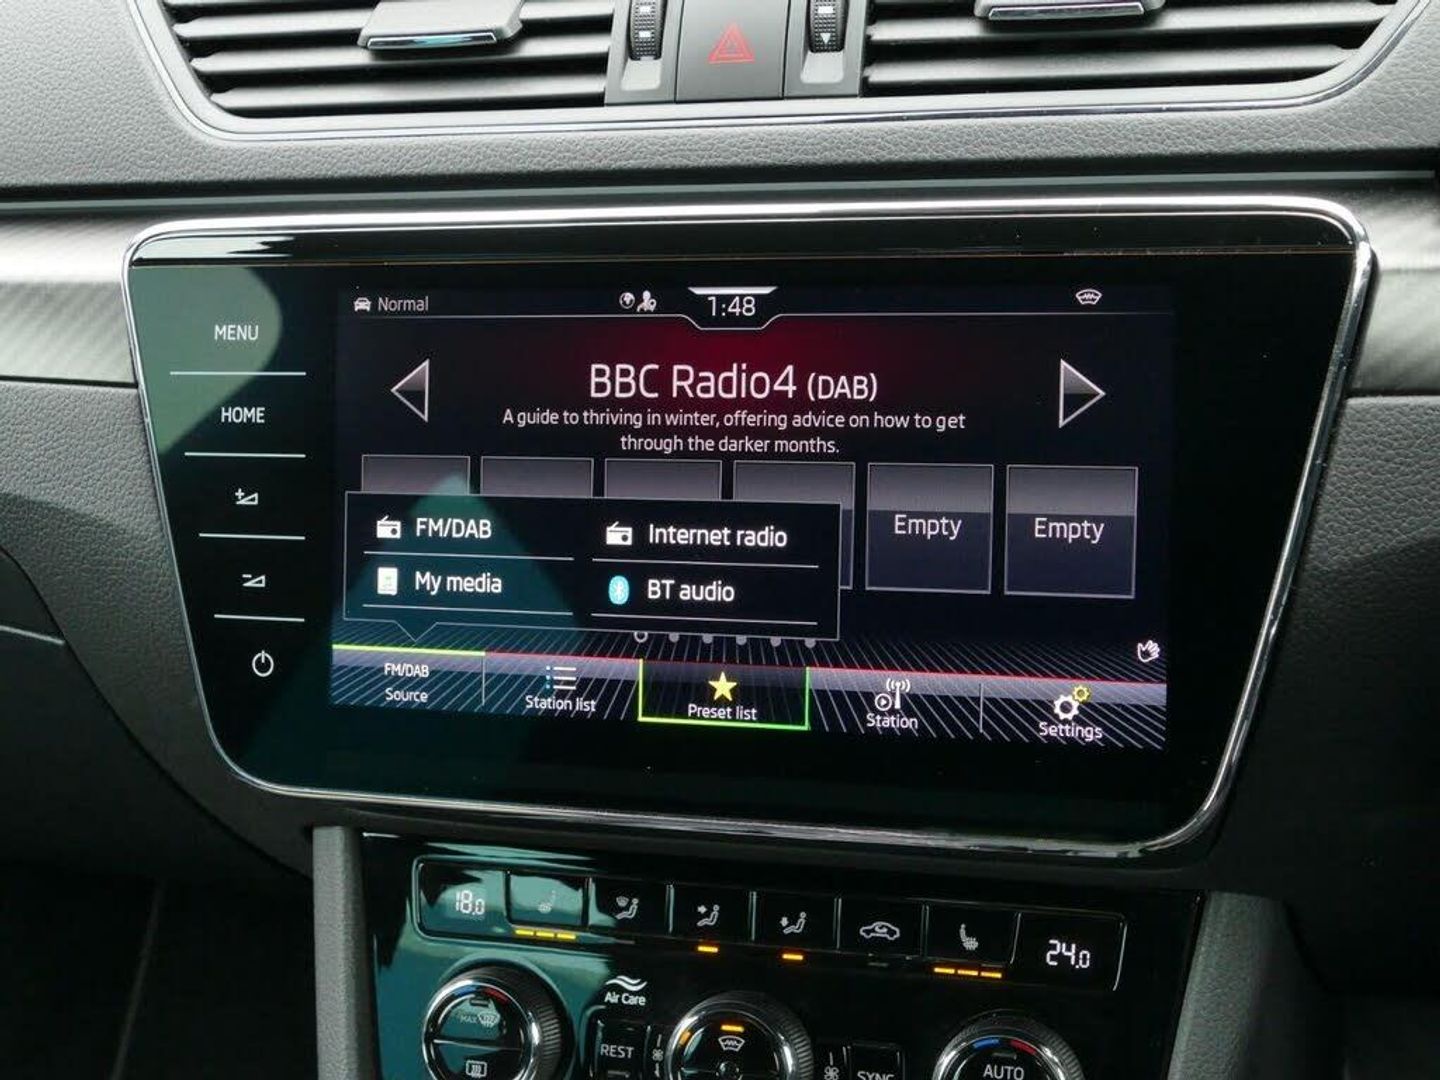 MENU
HOME
Normal
1:48
BBC Radio4 (DAB)
A guide to thriving in winter, offering advice on how to get
through the darker months.
FM/DAB
Internet radio
My media
BT audio
Empty
Empty
FM/DAB
Source
Station list
Preset list
Station
Settings
18.0
24.0
Air Care
MAX
REST
SYNC
AUTO